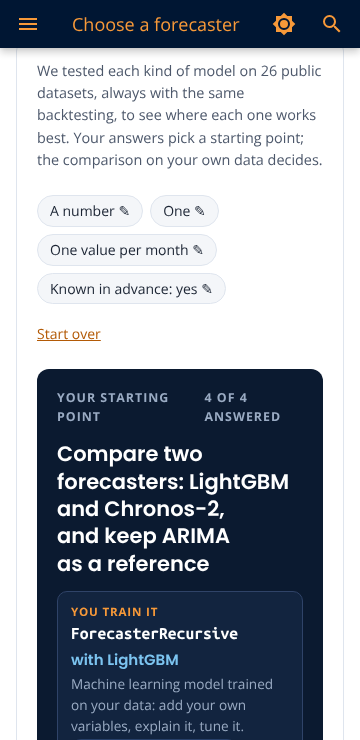 Choose a forecaster
We tested each kind of model on 26 public
datasets, always with the same
backtesting, to see where each one works
best. Your answers pick a starting point;
the comparison on your own data decides.
A number ✎
One ✎
One value per month ✎
Known in advance: yes ✎
Start over
YOUR STARTING
POINT
4 OF 4
ANSWERED
Compare two
forecasters: LightGBM
and Chronos-2,
and keep ARIMA
as a reference
YOU TRAIN IT
ForecasterRecursive
with LightGBM
Machine learning model trained
on your data: add your own
variables, explain it, tune it.